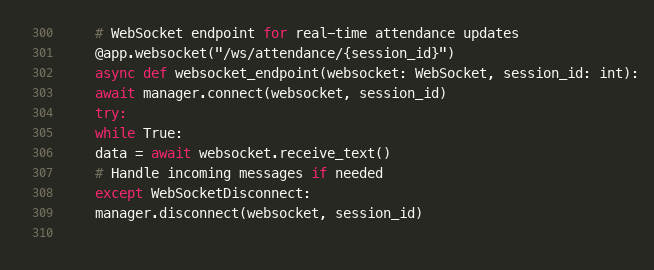 300 # WebSocket endpoint for real-time attendance updates
301 @app.websocket("/ws/attendance/{session_id}")
302 async def websocket_endpoint(websocket: WebSocket, session_id: int):
303 await manager.connect(websocket, session_id)
304 try:
305 while True:
306 data = await websocket.receive_text()
307 # Handle incoming messages if needed
308 except WebSocketDisconnect:
309 manager.disconnect(websocket, session_id)
310